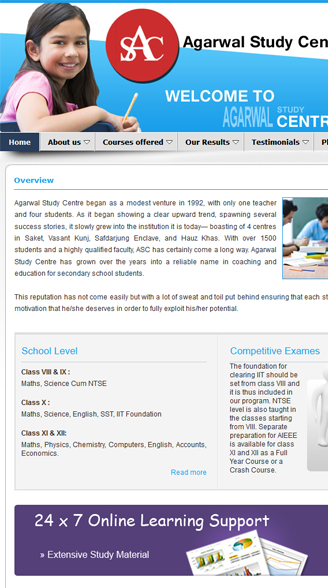 SAC
Agarwal Study Cen
WELCOME TO
AGARWAL STUDY CENTR
Home About us Courses offered Our Results Testimonials Pl
Overview
Agarwal Study Centre began as a modest venture in 1992, with only one teacher
and four students. As it began showing a clear upward trend, spawning several
success stories, it slowly grew into the institution it is today— boasting of 4 centres
in Saket, Vasant Kunj, Safdarjung Enclave, and Hauz Khas. With over 1500
students and a highly qualified faculty, ASC has certainly come a long way. Agarwal
Study Centre has grown over the years into a reliable name in coaching and
education for secondary school students.
This reputation has not come easily but with a lot of sweat and toil put behind ensuring that each st
motivation that he/she deserves in order to fully exploit his/her potential.
School Level
Class VIII & IX :
Maths, Science Cum NTSE
Class X :
Maths, Science, English, SST, IIT Foundation
Class XI & XII:
Maths, Physics, Chemistry, Computers, English, Accounts,
Economics.
Read more
Competitive Exames
The foundation for
clearing IIT should be
set from class VIII and
it is thus included in
our program. NTSE
level is also taught in
the classes starting
from VIII. Separate
preparation for AIEEE
is available for class
XI and XII as a Full
Year Course or a
Crash Course.
24 x 7 Online Learning Support
» Extensive Study Material